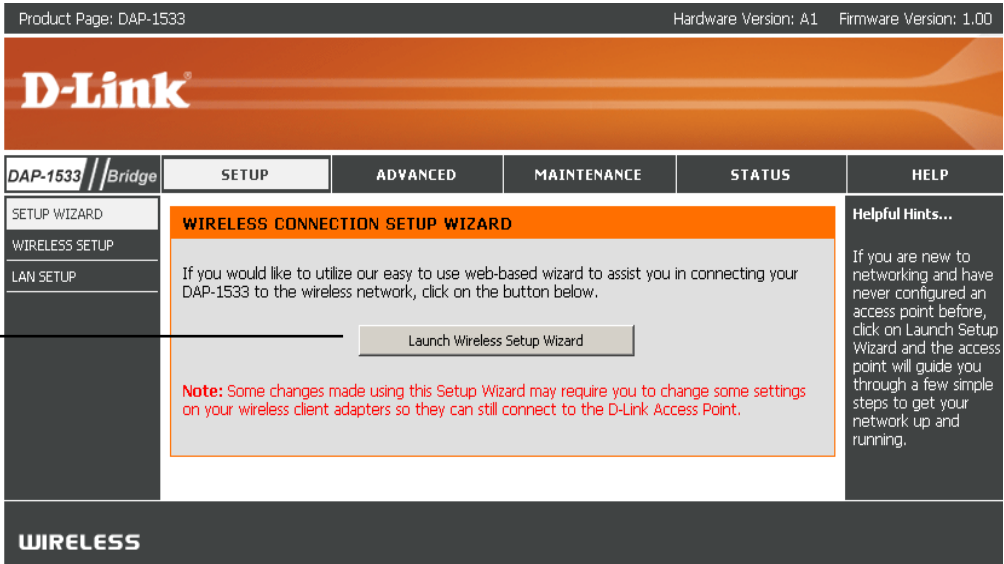 Product Page: DAP-1533 Hardware Version: A1 Firmware Version: 1.00
D-Link
DAP-1533 // Bridge SETUP ADVANCED MAINTENANCE STATUS HELP
SETUP WIZARD
WIRELESS SETUP
LAN SETUP
WIRELESS CONNECTION SETUP WIZARD
If you would like to utilize our easy to use web-based wizard to assist you in connecting your
DAP-1533 to the wireless network, click on the button below.
Launch Wireless Setup Wizard
Note: Some changes made using this Setup Wizard may require you to change some settings
on your wireless client adapters so they can still connect to the D-Link Access Point.
Helpful Hints...
If you are new to
networking and have
never configured an
access point before,
click on Launch Setup
Wizard and the access
point will guide you
through a few simple
steps to get your
network up and
running.
WIRELESS